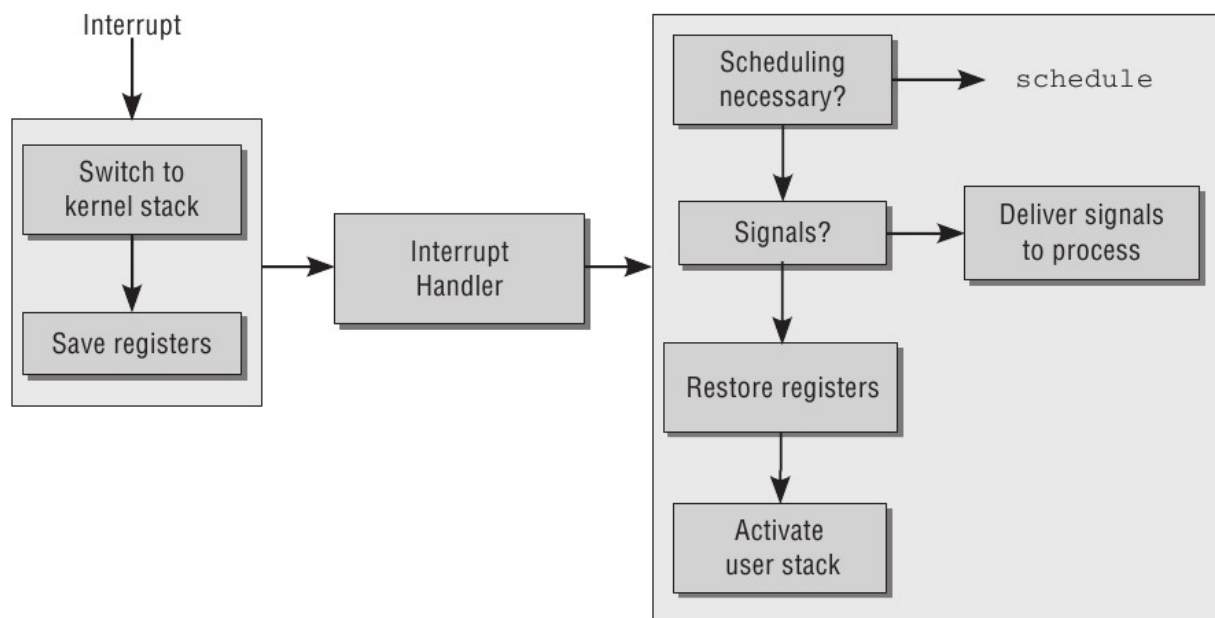 Interrupt
Switch to
kernel stack
Save registers
Interrupt
Handler
Scheduling
necessary?
schedule
Signals?
Deliver signals
to process
Restore registers
Activate
user stack